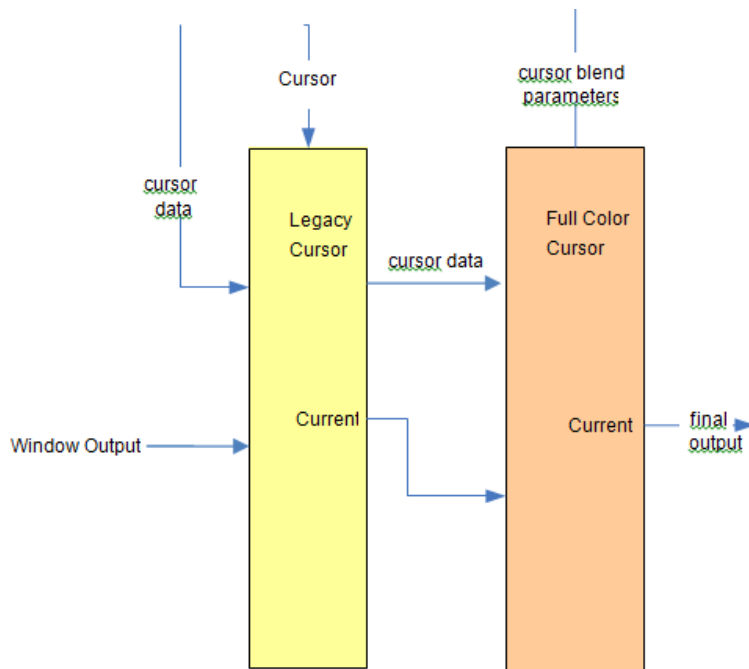 Cursor
cursor blend
parameters
cursor
data
Legacy
Cursor
Full Color
Cursor
cursor data
Window Output
Current
Current
final
output